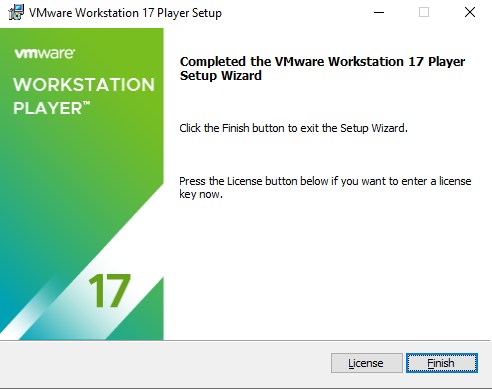 VMware Workstation 17 Player Setup
vmware®
WORKSTATION
PLAYER™
17
Completed the VMware Workstation 17 Player
Setup Wizard
Click the Finish button to exit the Setup Wizard.
Press the License button below if you want to enter a license
key now.
License
Finish